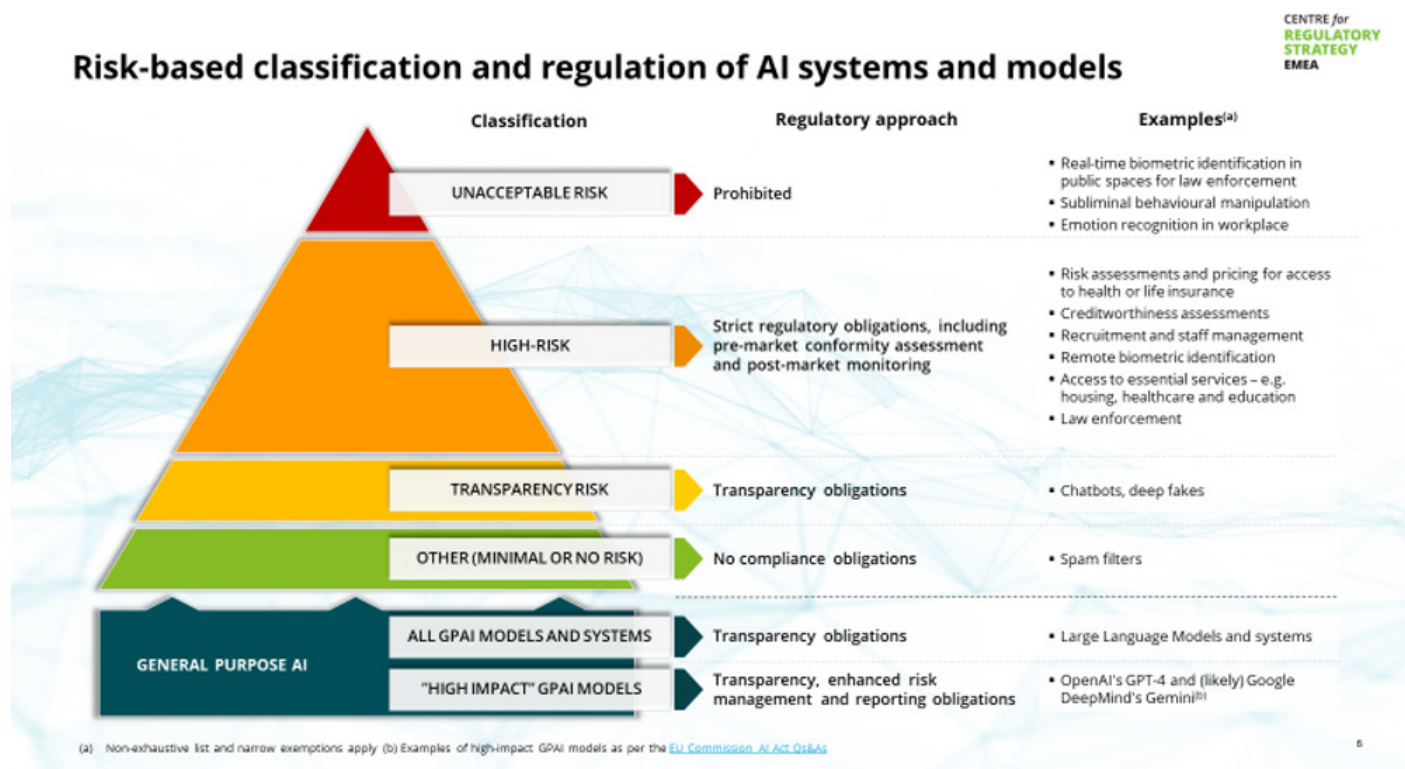 CENTRE for
REGULATORY
STRATEGY
EMEA
Risk-based classification and regulation of AI systems and models
Classification
Regulatory approach
Examples(a)
UNACCEPTABLE RISK
Prohibited
▪ Real-time biometric identification in
public spaces for law enforcement
▪ Subliminal behavioural manipulation
▪ Emotion recognition in workplace
HIGH-RISK
Strict regulatory obligations, including
pre-market conformity assessment
and post-market monitoring
▪ Risk assessments and pricing for access
to health or life insurance
▪ Creditworthiness assessments
▪ Recruitment and staff management
▪ Remote biometric identification
▪ Access to essential services – e.g.
housing, healthcare and education
▪ Law enforcement
TRANSPARENCY RISK
Transparency obligations
▪ Chatbots, deep fakes
OTHER (MINIMAL OR NO RISK)
No compliance obligations
▪ Spam filters
GENERAL PURPOSE AI
ALL GPAI MODELS AND SYSTEMS
Transparency obligations
▪ Large Language Models and systems
"HIGH IMPACT" GPAI MODELS
Transparency, enhanced risk
management and reporting obligations
▪ OpenAI's GPT-4 and (likely) Google
DeepMind's Gemini(b)
(a) Non-exhaustive list and narrow exemptions apply (b) Examples of high-impact GPAI models as per the EU Commission AI Act Qs&As
6